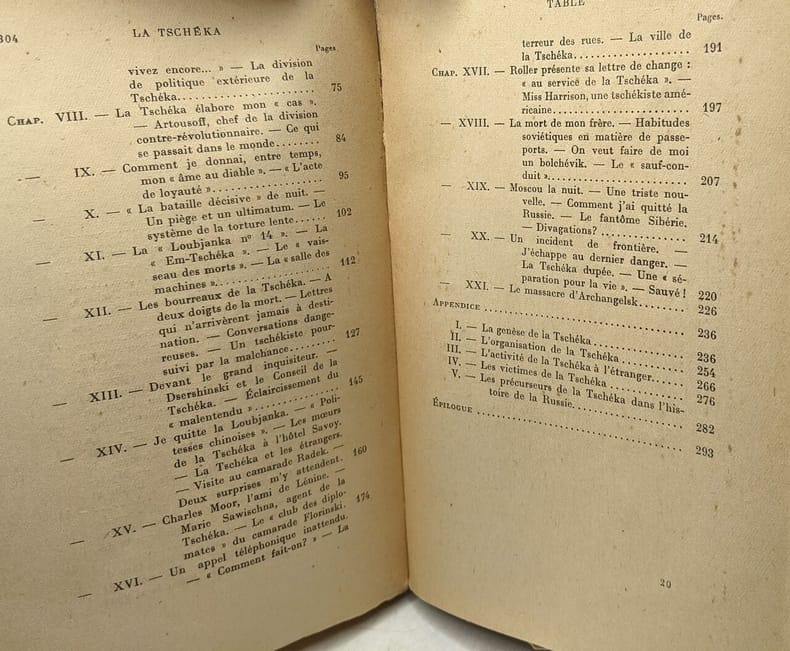 304
LA TSCHÉKA
Pages
vivez encore... » — La division
de politique extérieure de la
Tschéka.................... 75
CHAP. VIII. — La Tschéka élabore mon « cas ».
— Artousoff, chef de la division
contre-révolutionnaire. — Ce qui
se passait dans le monde........ 84
— IX. — Comment je donnai, entre temps,
mon « âme au diable ». — « L'acte
de loyauté »................ 95
— X. — « La bataille décisive » de nuit. —
Un piège et un ultimatum. — Le
système de la torture lente...... 102
— XI. — La « Loubjanka nº 14 ». — La
« Em-Tschéka ». — Le « vais-
seau des morts ». — La « salle des
machines »................ 112
— XII. — Les bourreaux de la Tschéka. — A
deux doigts de la mort. — Lettres
qui n'arrivèrent jamais à desti-
nation. — Conversations dange-
reuses. — Un tschékiste pour-
suivi par la malchance......... 127
— XIII. — Devant le grand inquisiteur. —
Dsershinski et le Conseil de la
Tschéka. — Éclaircissement du
« malentendu »............. 145
— XIV. — Je quitte la Loubjanka. — « Poli-
tesses chinoises ». — Les mœurs
de la Tschéka à l'hôtel Savoy.
— La Tschéka et les étrangers.
— Visite au camarade Radek. —
Deux surprises m'y attendent. 160
— XV. — Charles Moor, l'ami de Lénine. —
Marie Sawischna, agent de la
Tschéka. — Le « club des diplo-
mates » du camarade Florinski. 174
— XVI. — Un appel téléphonique inattendu.
— « Comment fait-on? » — La
TABLE
Pages.
terreur des rues. — La ville de
la Tschéka.................. 191
CHAP. XVII. — Roller présente sa lettre de change :
« au service de la Tschéka ». —
Miss Harrison, une tschékiste amé-
ricaine.................... 197
— XVIII. — La mort de mon frère. — Habitudes
soviétiques en matière de passe-
ports. — On veut faire de moi
un bolchévik. — Le « sauf-con-
duit »...................... 207
— XIX. — Moscou la nuit. — Une triste nou-
velle. — Comment j'ai quitté la
Russie. — Le fantôme Sibérie.
— Divagations? .............. 214
— XX. — Un incident de frontière. —
J'échappe au dernier danger. —
La Tschéka dupée. — Une « sé-
paration pour la vie ». — Sauvé ! 220
— XXI. — Le massacre d'Archangelsk........ 226
APPENDICE ............................ 236
I. — La genèse de la Tschéka ............ 236
II. — L'organisation de la Tschéka ......... 254
III. — L'activité de la Tschéka à l'étranger...... 266
IV. — Les victimes de la Tschéka ............ 276
V. — Les précurseurs de la Tschéka dans l'his-
toire de la Russie.................. 282
ÉPILOGUE ............................ 293
20